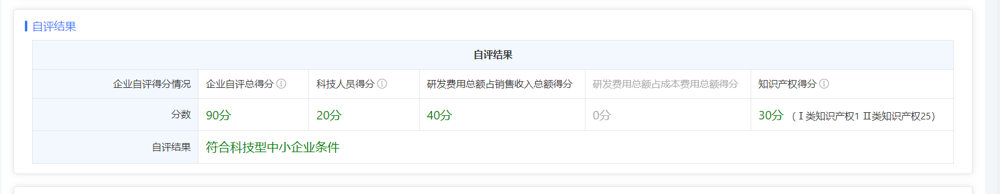 自评结果
自评结果
企业自评得分情况 企业自评总得分 科技人员得分 研发费用总额占销售收入总额得分 研发费用总额占成本费用总额得分 知识产权得分
分数 90分 20分 40分 0分 30分 （Ⅰ类知识产权1 Ⅱ类知识产权25）
自评结果 符合科技型中小企业条件